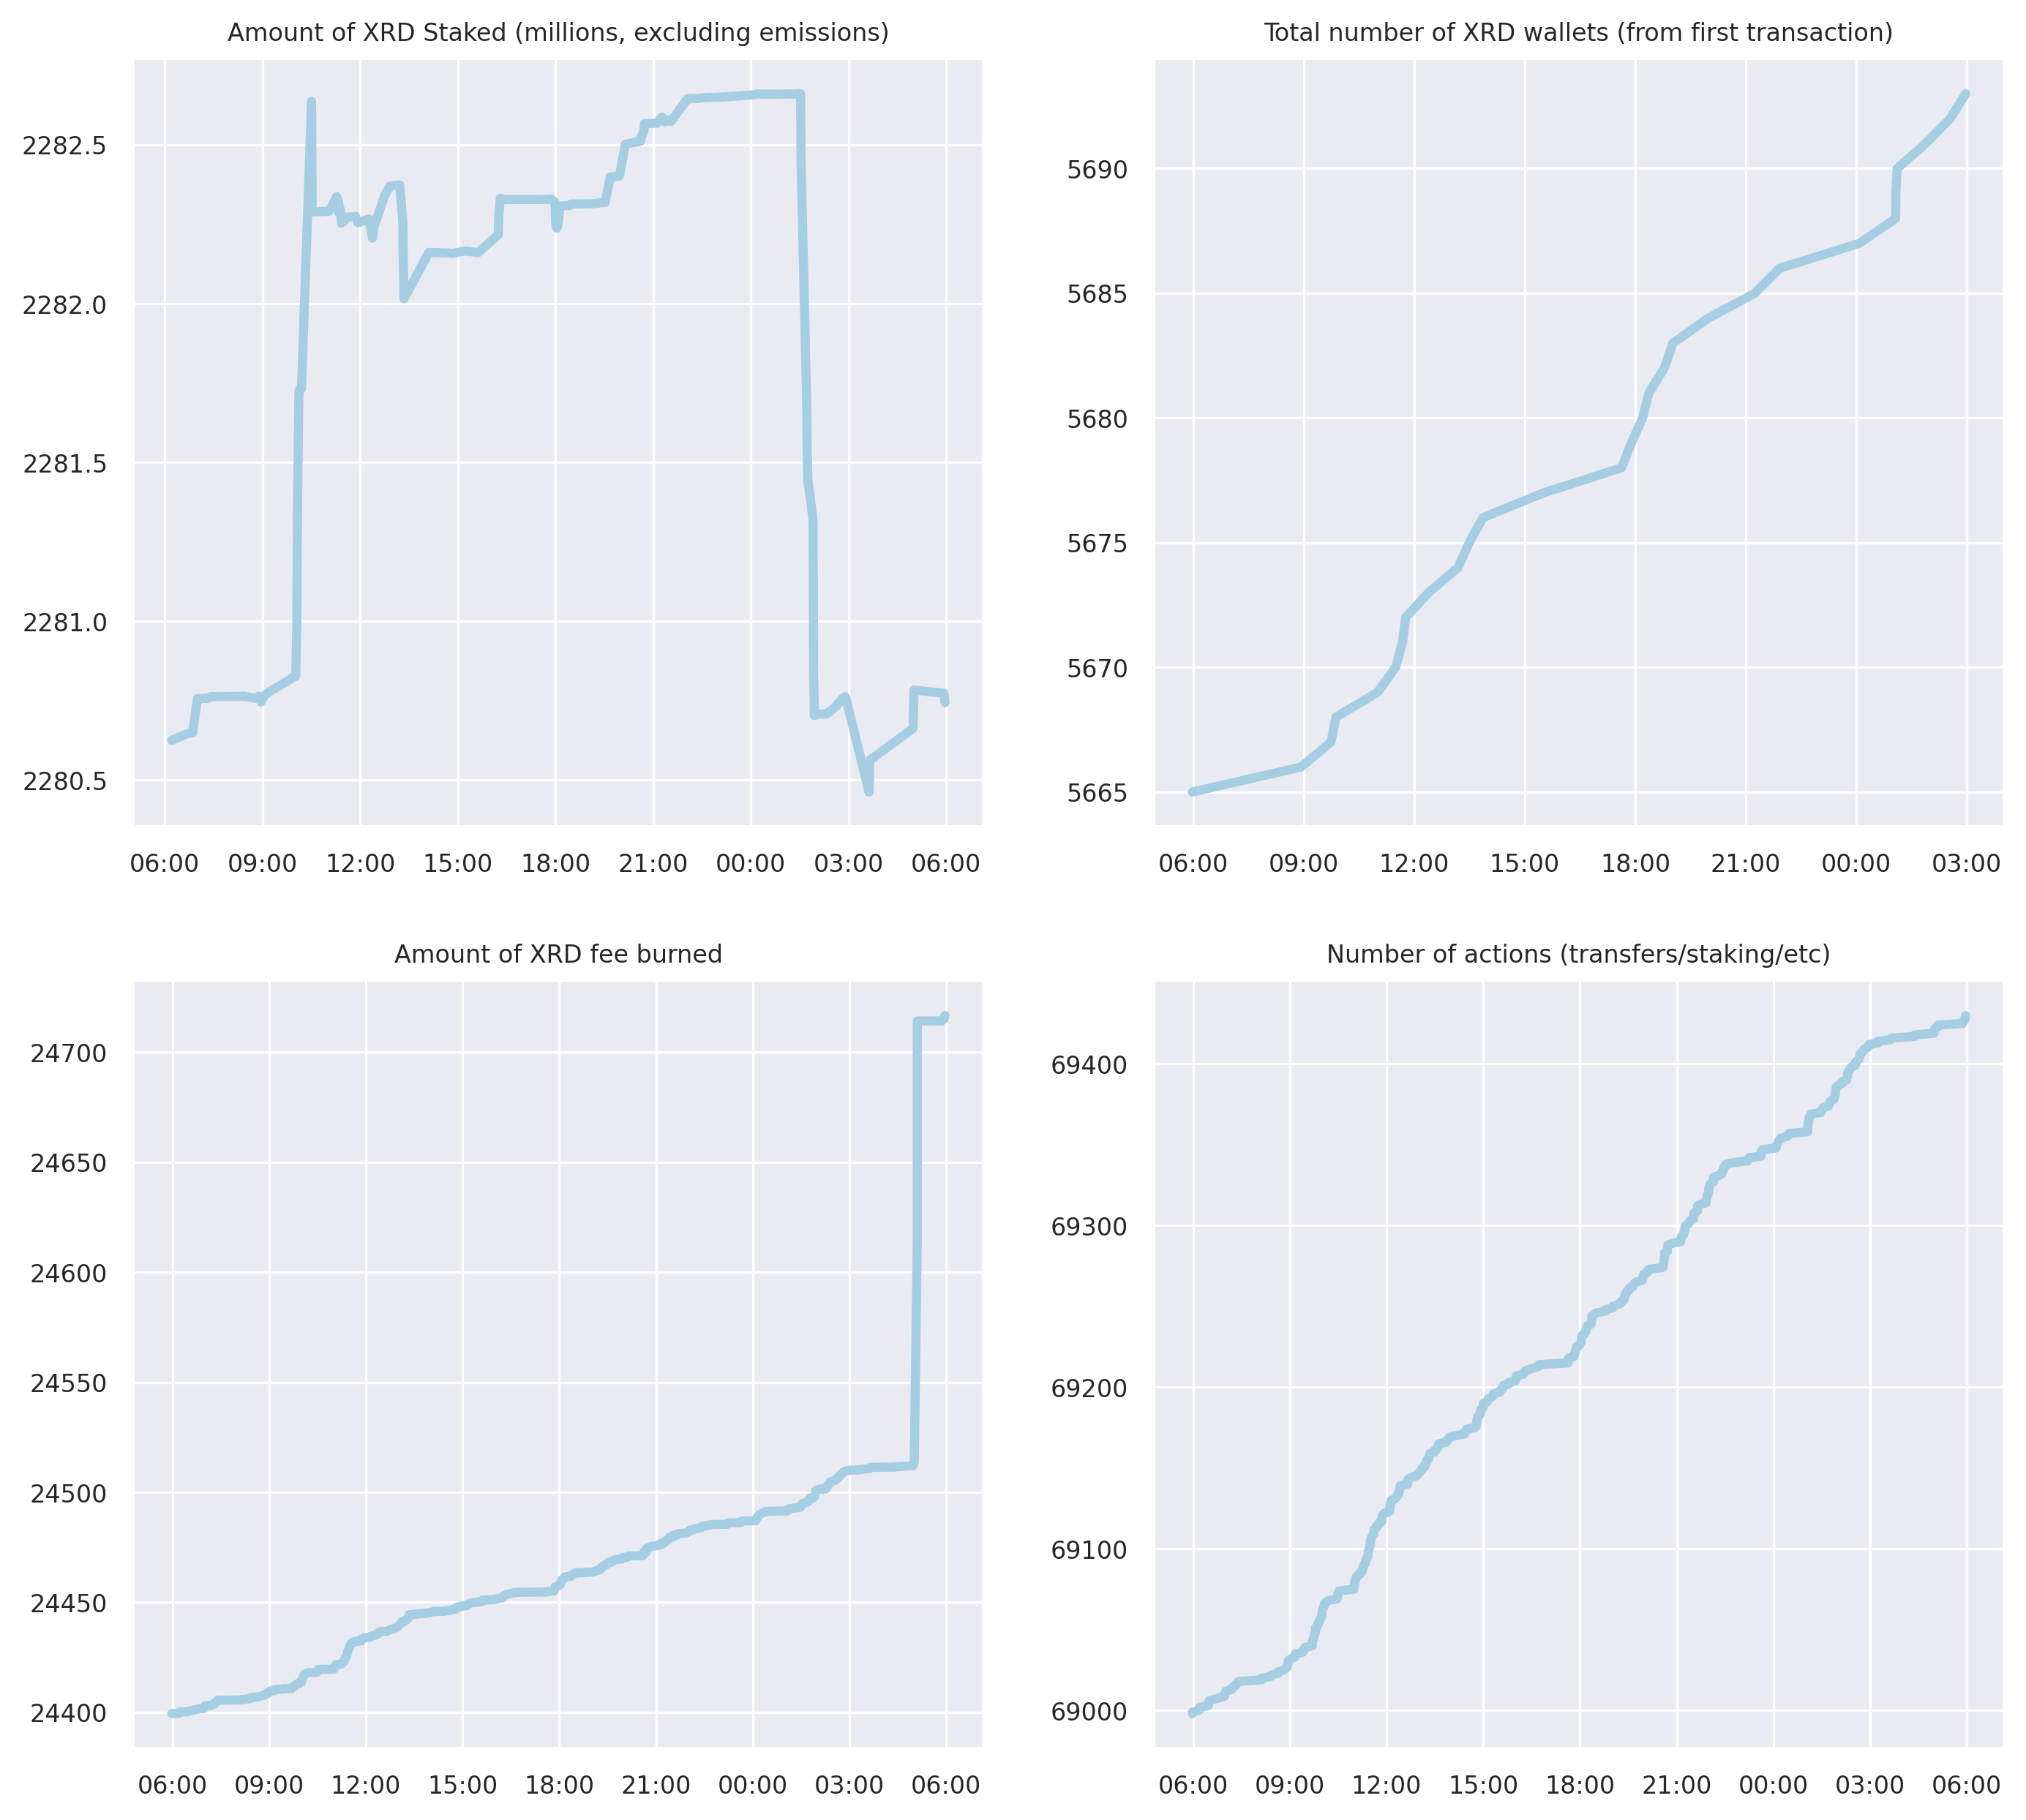 Amount of XRD Staked (millions, excluding emissions)
2282.5
2282.0
2281.5
2281.0
2280.5
06:00 09:00 12:00 15:00 18:00 21:00 00:00 03:00 06:00
Total number of XRD wallets (from first transaction)
5690
5685
5680
5675
5670
5665
06:00 09:00 12:00 15:00 18:00 21:00 00:00 03:00
Amount of XRD fee burned
24700
24650
24600
24550
24500
24450
24400
06:00 09:00 12:00 15:00 18:00 21:00 00:00 03:00 06:00
Number of actions (transfers/staking/etc)
69400
69300
69200
69100
69000
06:00 09:00 12:00 15:00 18:00 21:00 00:00 03:00 06:00